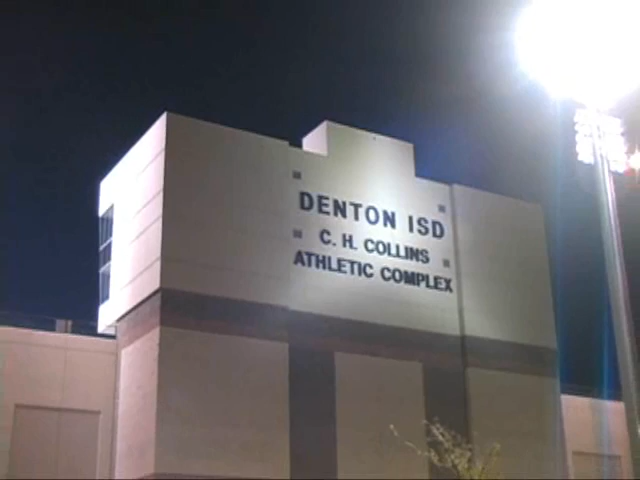 DENTON ISD
C. H. COLLINS
ATHLETIC COMPLEX